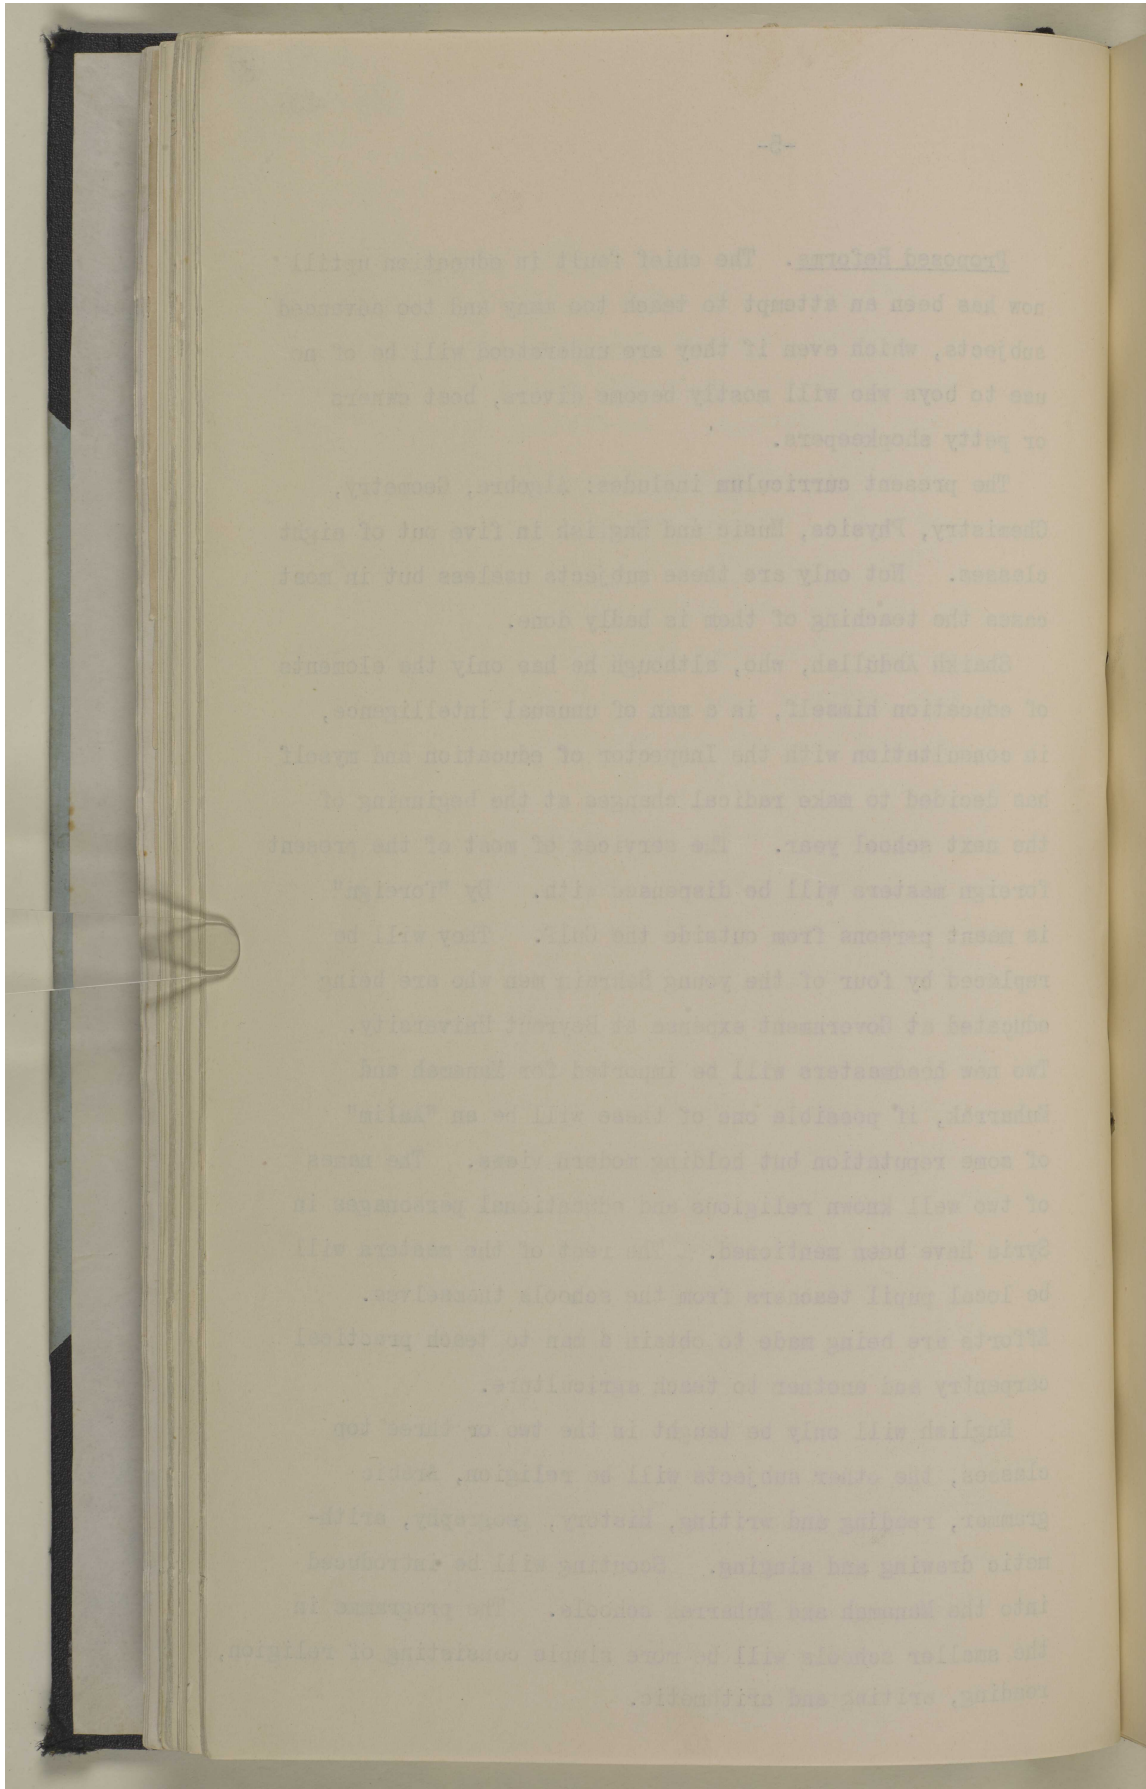 -5-
Proposed Reforms. The chief fault in education untill
now has been an attempt to teach too many and too advanced
subjects, which even if they are understood will be of no
use to boys who will mostly become divers, boat owners
or petty shopkeepers.
The present curriculum includes: Algebra, Geometry,
Chemistry, Physics, Music and English in five out of eight
classes. Not only are these subjects useless but in most
cases the teaching of them is badly done.
Shaikh Abdullah, who, although he has only the elements
of education himself, is a man of unusual intelligence,
in consultation with the Inspector of education and myself
has decided to make radical changes at the beginning of
the next school year. The services of most of the present
foreign masters will be dispensed with. By "foreign"
is meant persons from outside the Gulf. They will be
replaced by four of the young Bahrein men who are being
educated at Government expense at Beyrout University.
Two new headmasters will be imported for Manamah and
Muharrak, if possible one of these will be an "Aalim"
of some reputation but holding modern views. The names
of two well known religious and educational personages in
Syria have been mentioned. The rest of the masters will
be local pupil teachers from the schools themselves.
Efforts are being made to obtain a man to teach practical
carpentry and another to teach agriculture.
English will only be taught in the two or three top
classes, the other subjects will be religion, Arabic
grammar, reading and writing, history, geography, arith-
metic drawing and singing. Scouting will be introduced
into the Manamah and Muharrak schools. The programme in
the smaller schools will be more simple consisting of religion,
reading, writing and arithmetic.